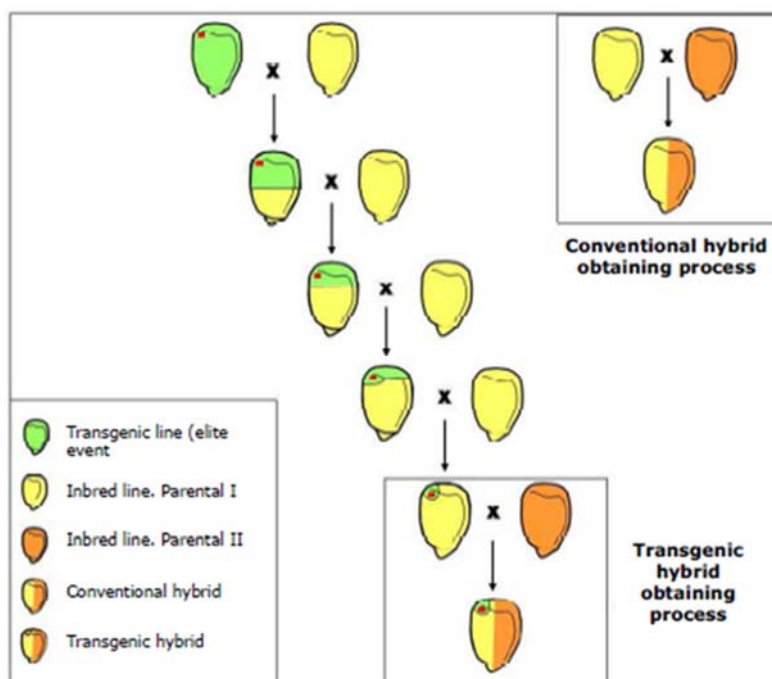 X
X
Conventional hybrid
obtaining process
X
x
x
Transgenic line (elite
event
Inbred line. Parental I
Inbred line. Parental II
Conventional hybrid
Transgenic hybrid
x
Transgenic
hybrid
obtaining
process